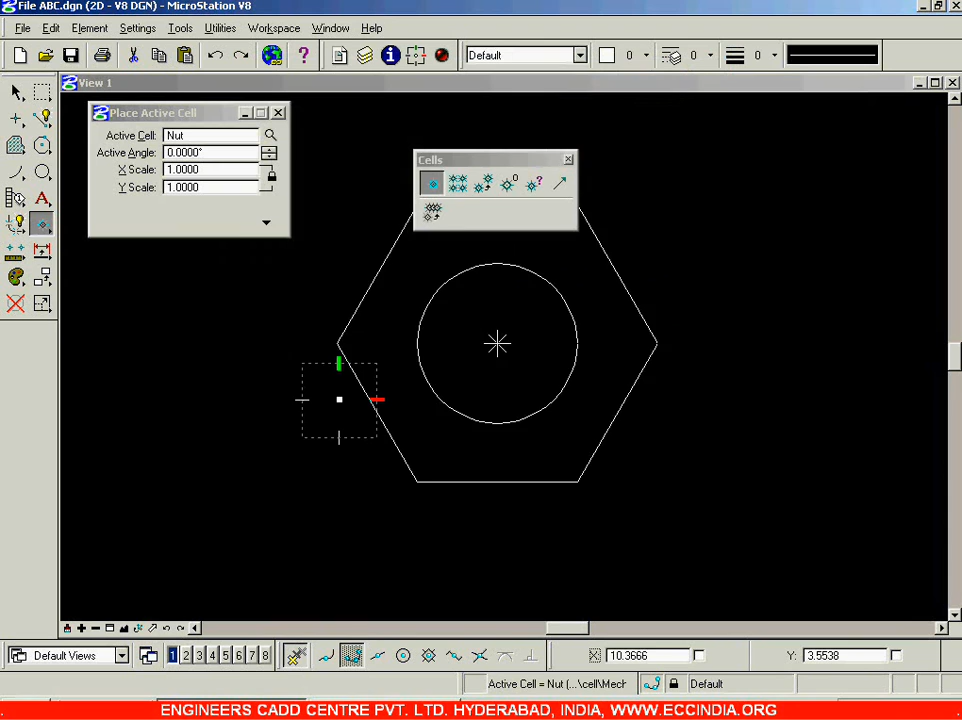 File ABC.dgn (2D - V8 DGN) - MicroStation V8
File Edit Element Settings Tools Utilities Workspace Window Help
Default 0 0 0
View 1
Place Active Cell
Active Cell: Nut
Active Angle: 0.0000°
X Scale: 1.0000
Y Scale: 1.0000
Cells
Default Views 1 2 3 4 5 6 7 8 10.3666 Y: 3.5538
Active Cell = Nut (...\cell\Mech Default
ENGINEERS CADD CENTRE PVT. LTD. HYDERABAD, INDIA, WWW.ECCINDIA.ORG